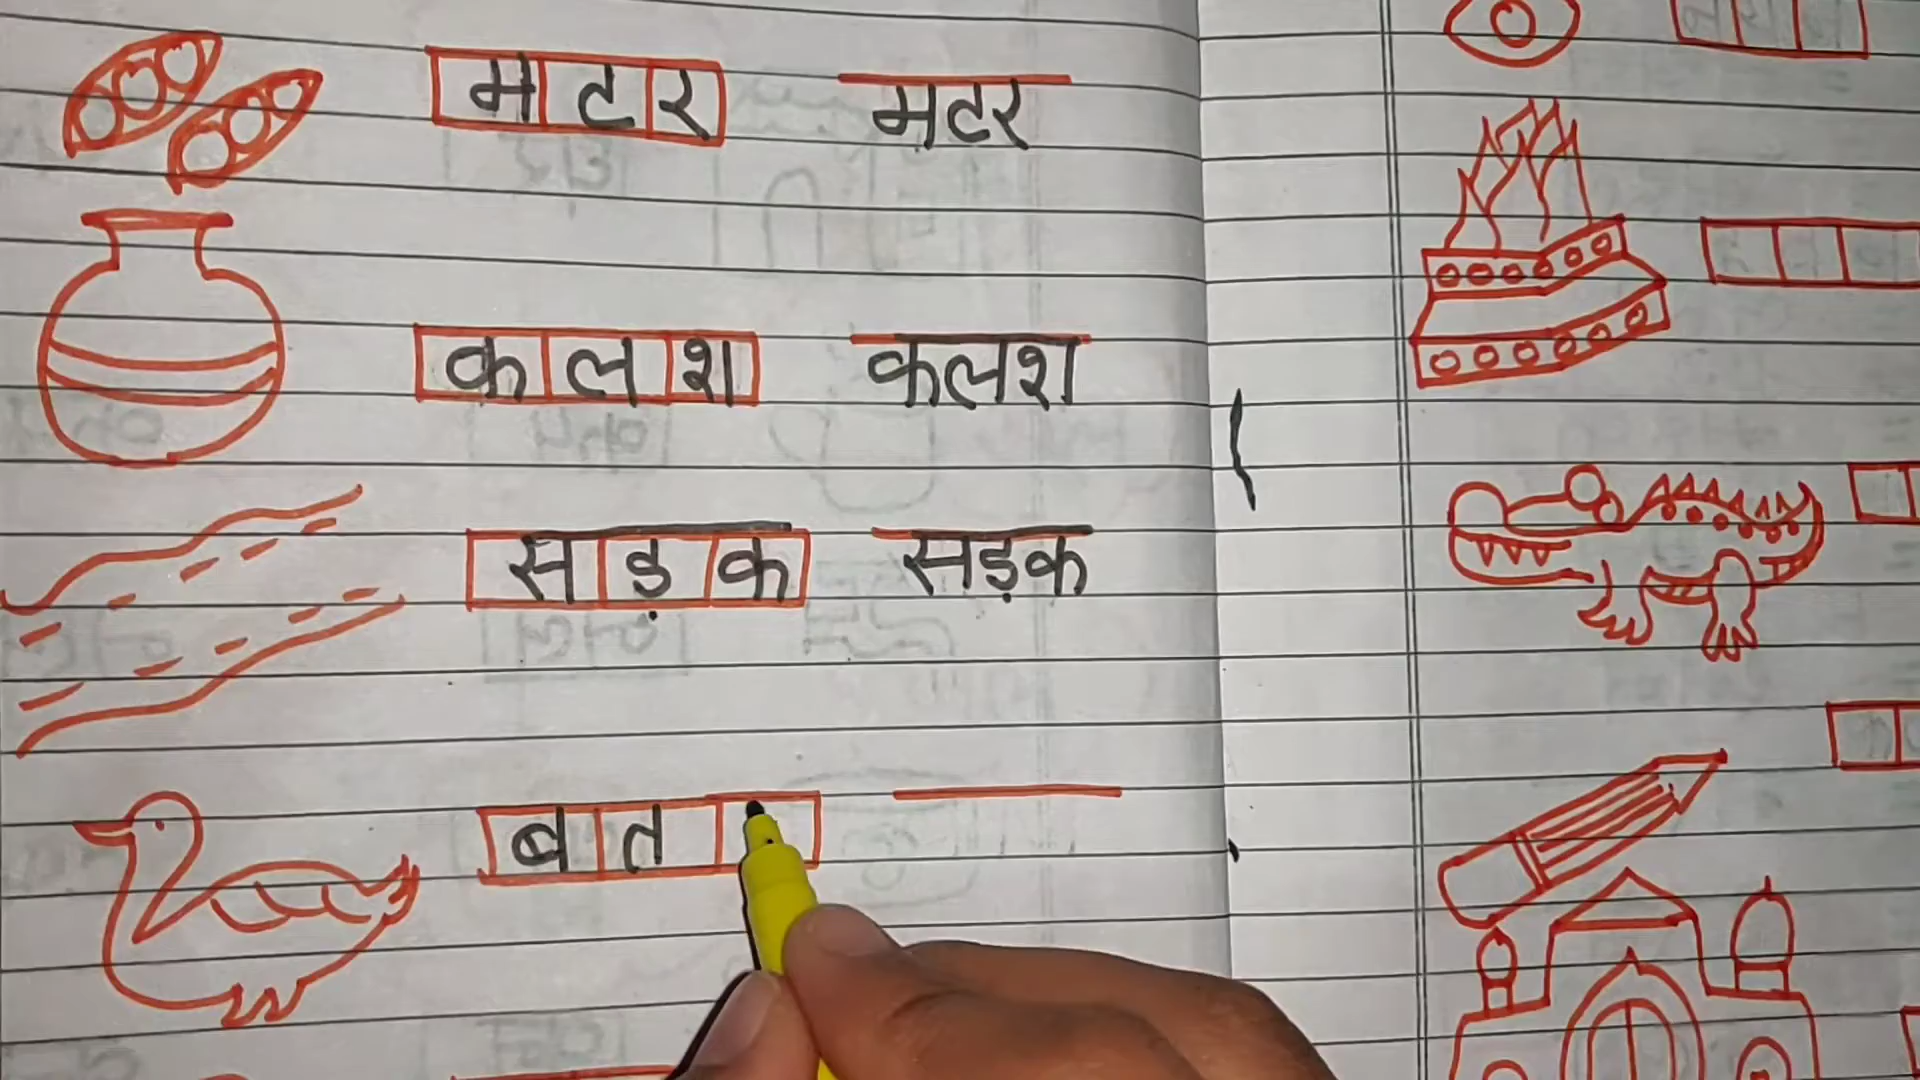 म ट र मटर
क ल श कलश
स ड़ क सड़क
ब त